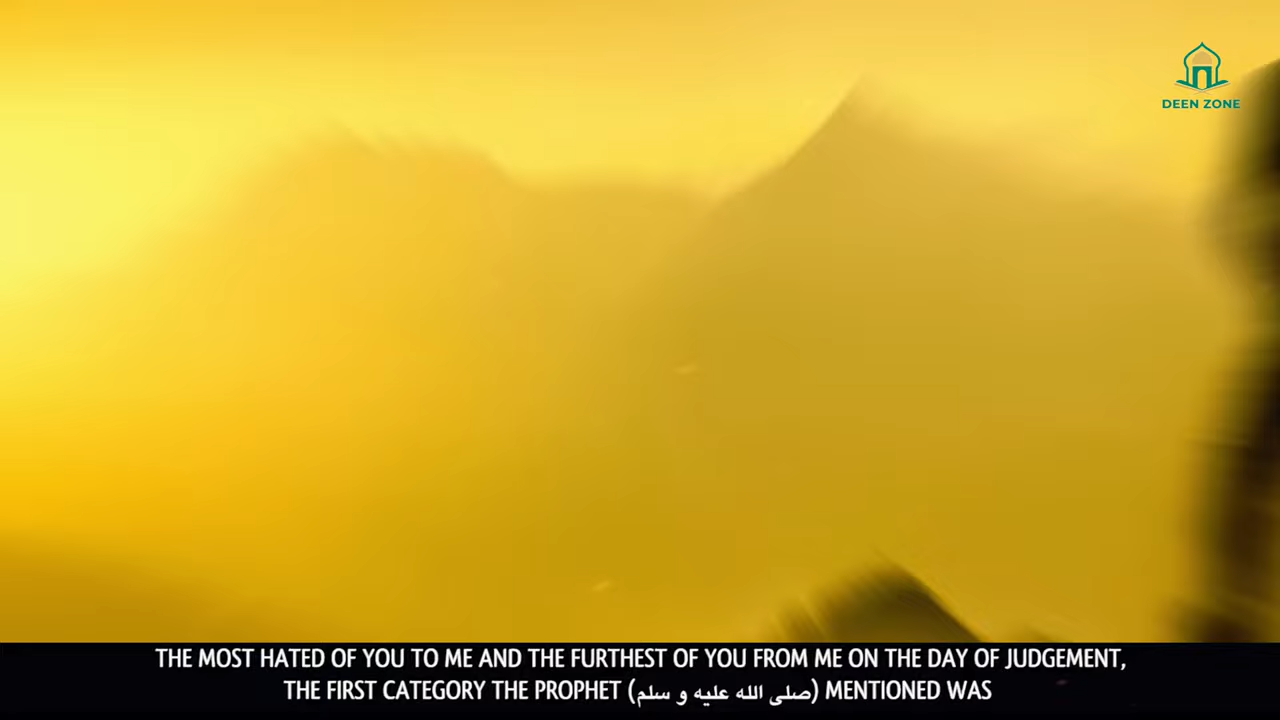 DEEN ZONE
THE MOST HATED OF YOU TO ME AND THE FURTHEST OF YOU FROM ME ON THE DAY OF JUDGEMENT,
THE FIRST CATEGORY THE PROPHET (صلى الله عليه و سلم) MENTIONED WAS